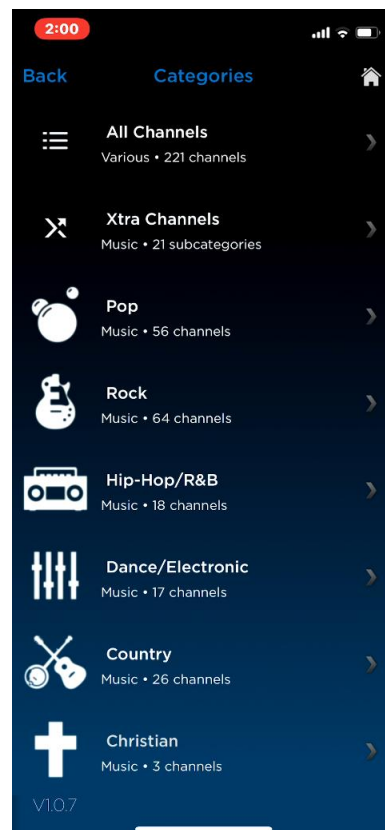 2:00
Back Categories
All Channels
Various • 221 channels
Xtra Channels
Music • 21 subcategories
Pop
Music • 56 channels
Rock
Music • 64 channels
Hip-Hop/R&B
Music • 18 channels
Dance/Electronic
Music • 17 channels
Country
Music • 26 channels
Christian
Music • 3 channels
V1.0.7